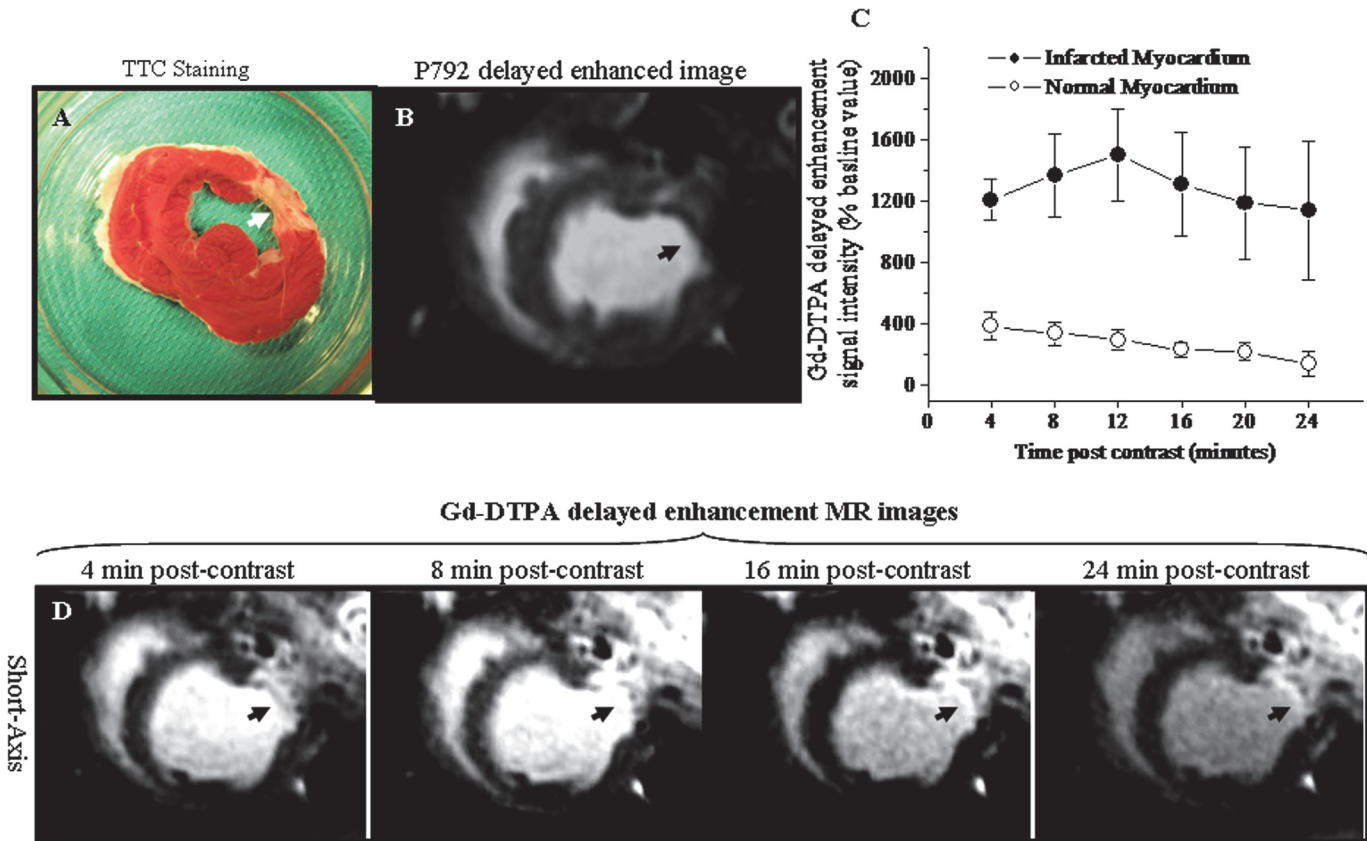 C
TTC Staining
P792 delayed enhanced image
A
B
Infarcted Myocardium
Normal Myocardium
Gd-DTPA delayed enhancement
signal intensity (% basline value)
2000
1600
1200
800
400
0
0 4 8 12 16 20 24
Time post contrast (minutes)
Gd-DTPA delayed enhancement MR images
4 min post-contrast 8 min post-contrast 16 min post-contrast 24 min post-contrast
D
Short-Axis